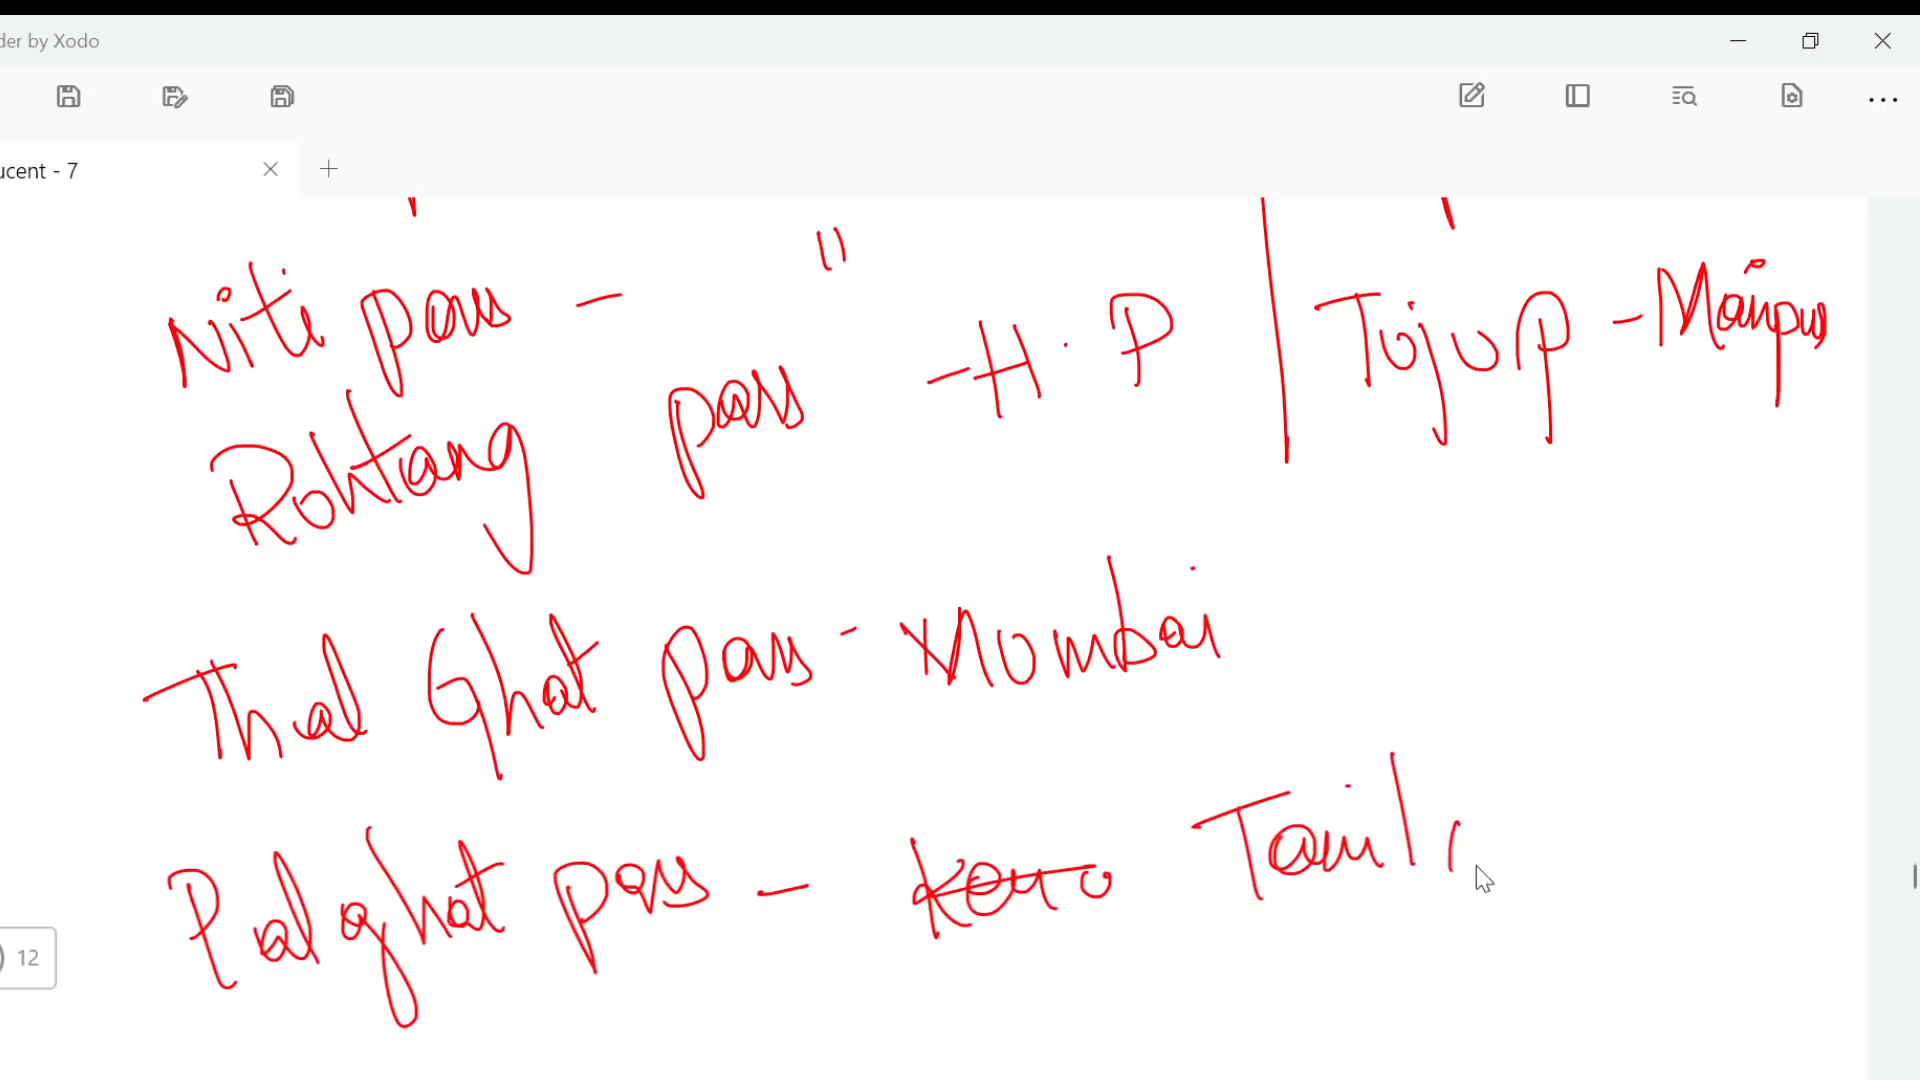 der by Xodo
ucent - 7
Niti pass - "
Rohtang pass - H.P
Tujup - Manipur
Thal Ghat pass - Mumbai
Palghat pass - Tamil
12